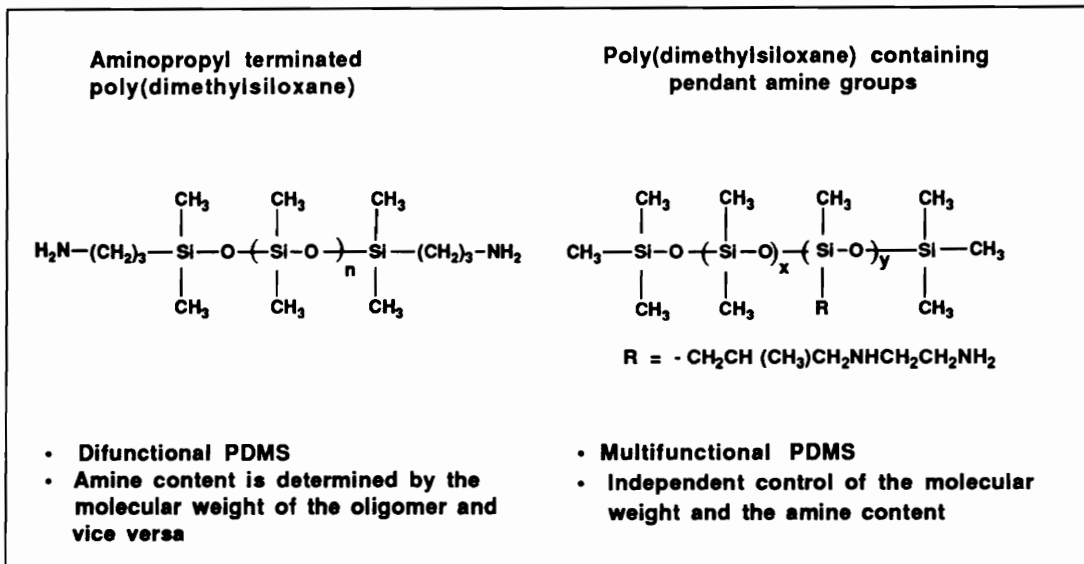 Aminopropyl terminated
poly(dimethylsiloxane)
CH₃ CH₃ CH₃
H₂N—(CH₂)₃—Si—O—(Si—O—)n—Si—(CH₂)₃—NH₂
CH₃ CH₃ CH₃
• Difunctional PDMS
• Amine content is determined by the
molecular weight of the oligomer and
vice versa
Poly(dimethylsiloxane) containing
pendant amine groups
CH₃ CH₃ CH₃ CH₃
CH₃—Si—O—(Si—O)x—(Si—O—)y—Si—CH₃
CH₃ CH₃ R CH₃
R = - CH₂CH (CH₃)CH₂NHCH₂CH₂NH₂
• Multifunctional PDMS
• Independent control of the molecular
weight and the amine content